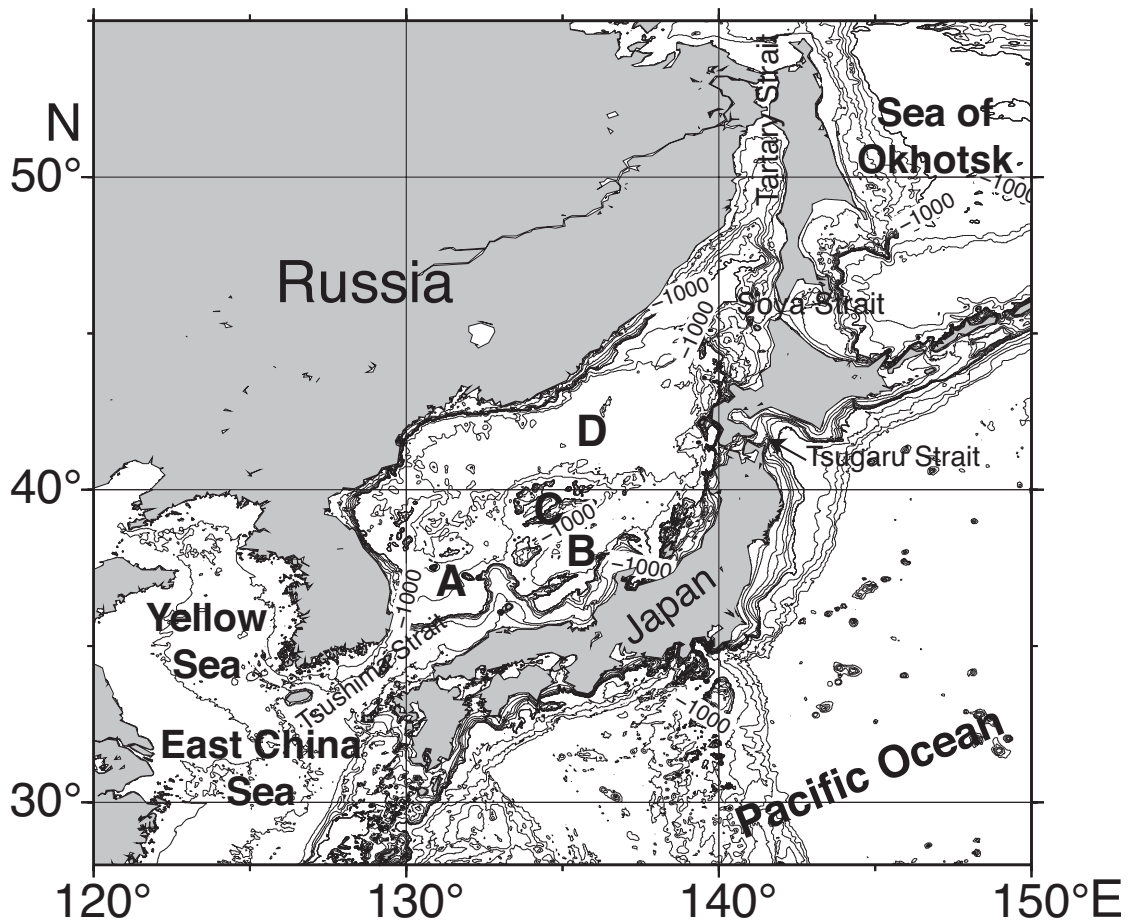 N
50°
40°
30°
120°
130°
140°
150°E
Tartary Strait
Sea of
Okhotsk
−1000
−1000
Russia
−1000
−1000
Soya Strait
D
Tsugaru Strait
C
−1000
B
−1000
A
−1000
Japan
Yellow
Sea
Tsushima Strait
−1000
East China
Sea
Pacific Ocean